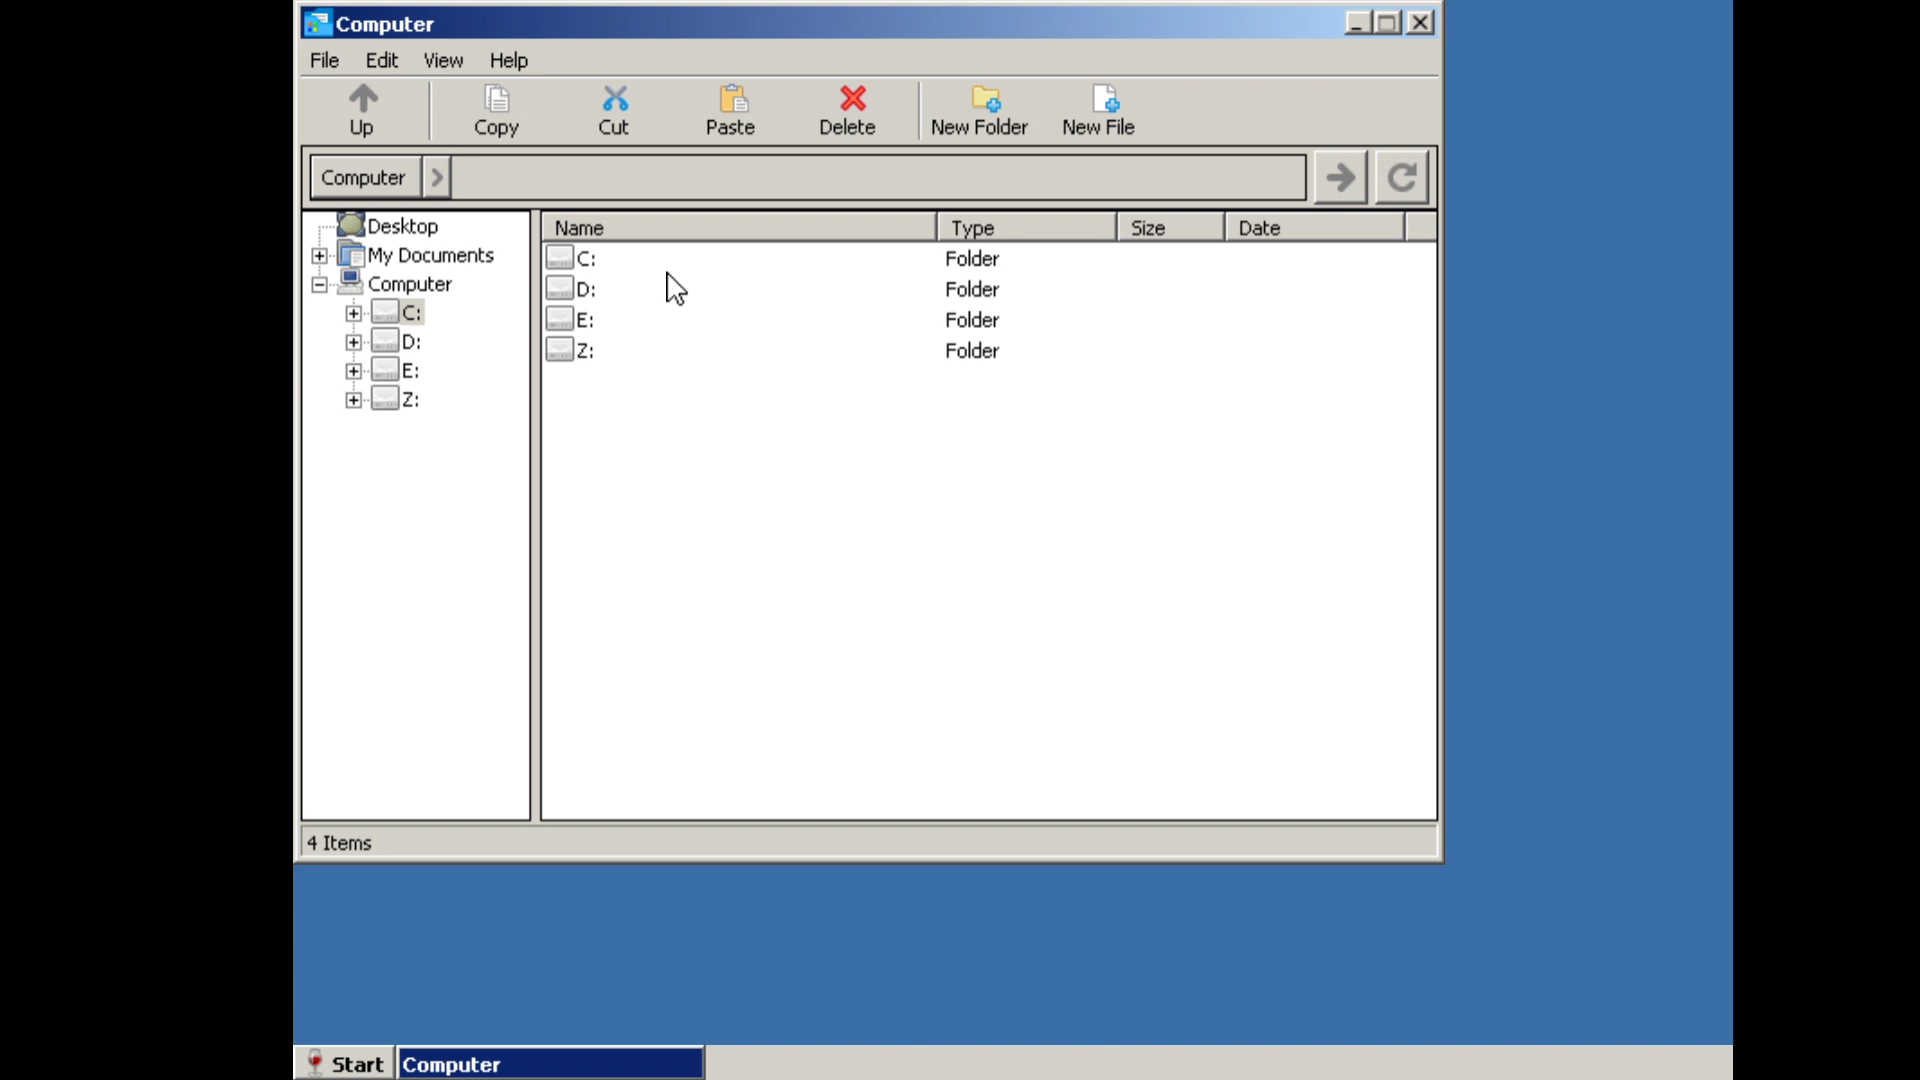 Computer
File Edit View Help
Up Copy Cut Paste Delete New Folder New File
Computer
Desktop
My Documents
Computer
C:
D:
E:
Z:
Name Type Size Date
C: Folder
D: Folder
E: Folder
Z: Folder
4 Items
Start Computer